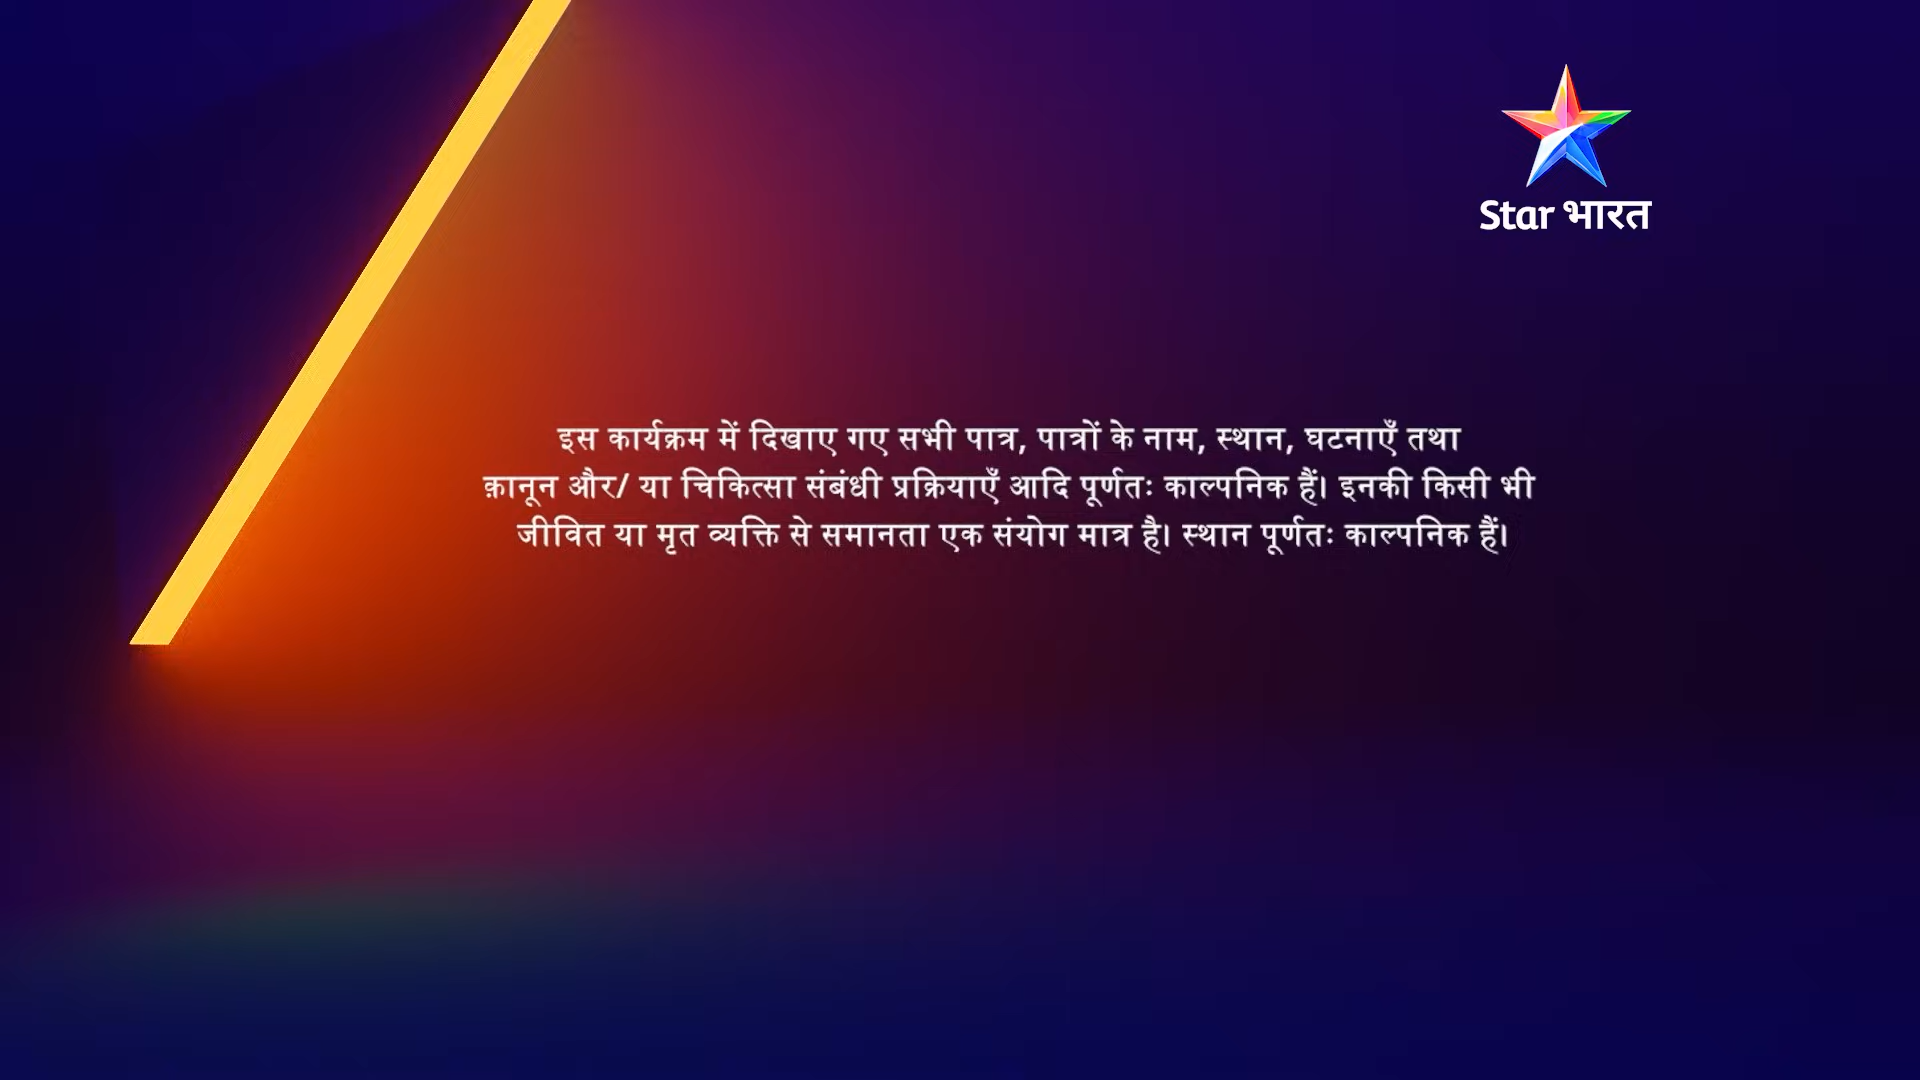 Star भारत
इस कार्यक्रम में दिखाए गए सभी पात्र, पात्रों के नाम, स्थान, घटनाएँ तथा
क़ानून और/ या चिकित्सा संबंधी प्रक्रियाएँ आदि पूर्णतः काल्पनिक हैं। इनकी किसी भी
जीवित या मृत व्यक्ति से समानता एक संयोग मात्र है। स्थान पूर्णतः काल्पनिक हैं।